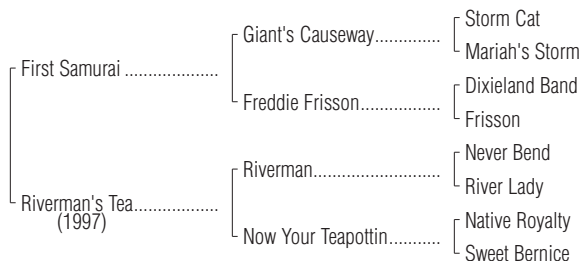 Storm Cat
Giant's Causeway..............
Mariah's Storm
First Samurai ....................
Dixieland Band
Freddie Frisson.................
Frisson
Never Bend
Riverman...........................
River Lady
Riverman's Tea..................
(1997)
Native Royalty
Now Your Teapottin...........
Sweet Bernice